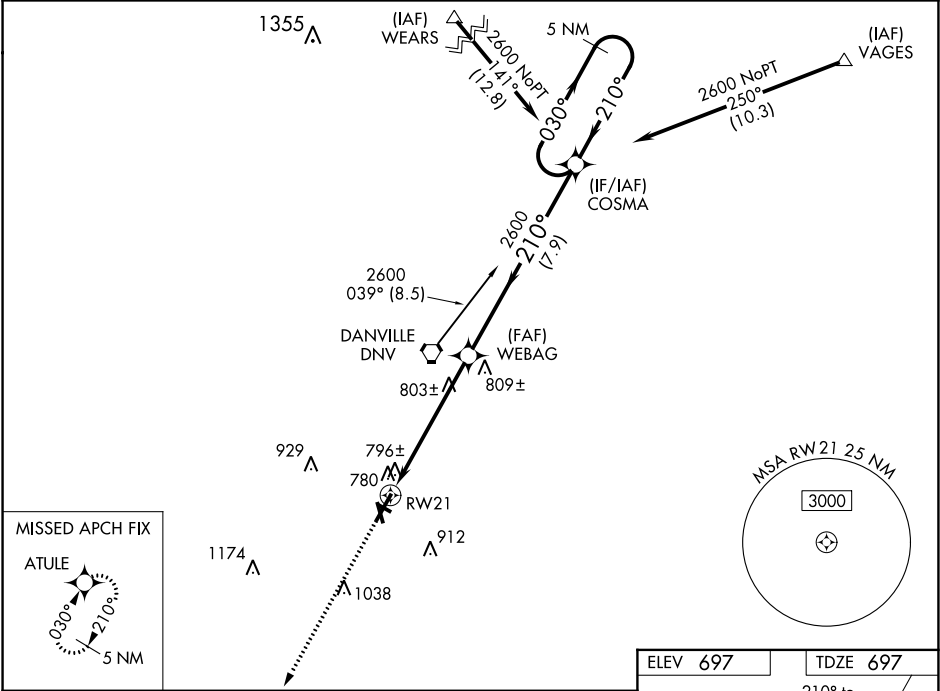 1355
(IAF)
WEARS
2600 NoPT
141°
(12.8)
5 NM
030°
210°
(IAF)
VAGES
2600 NoPT
250°
(10.3)
(IF/IAF)
COSMA
2600
210°
(7.9)
2600
039° (8.5)
DANVILLE
DNV
(FAF)
WEBAG
803±
809±
929
796±
780
RW21
912
1174
1038
MISSED APCH FIX
ATULE
030°
210°
5 NM
MSA RW21 25 NM
3000
ELEV 697
TDZE 697